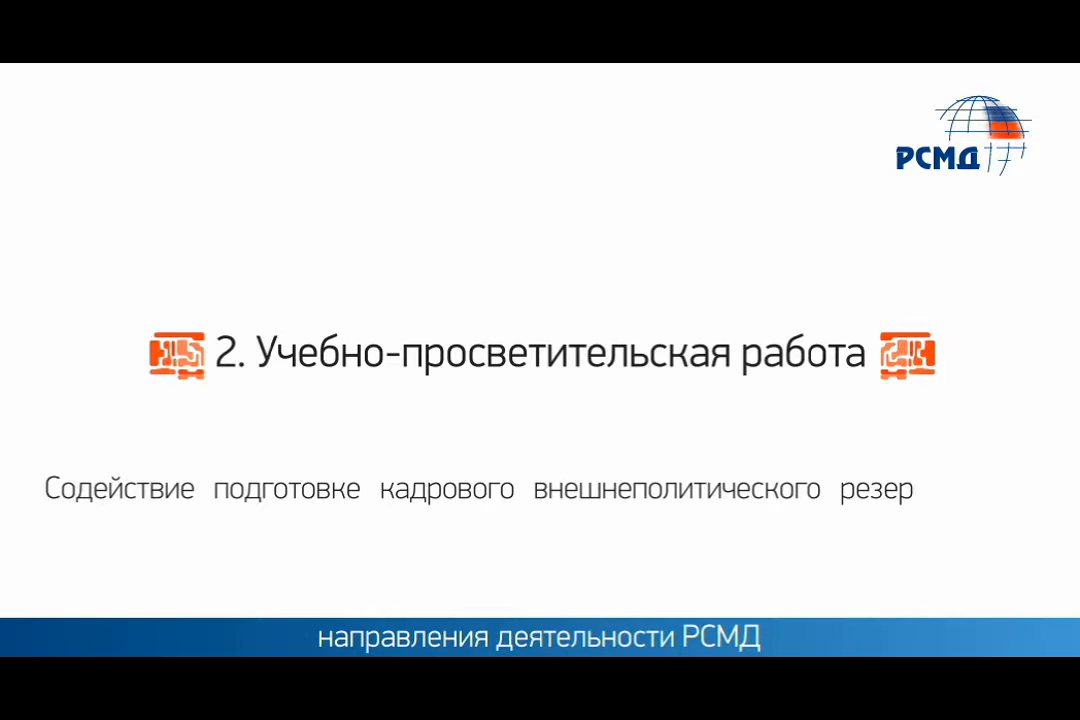 РСМД
2. Учебно-просветительская работа
Содействие подготовке кадрового внешнеполитического резер
направления деятельности РСМД